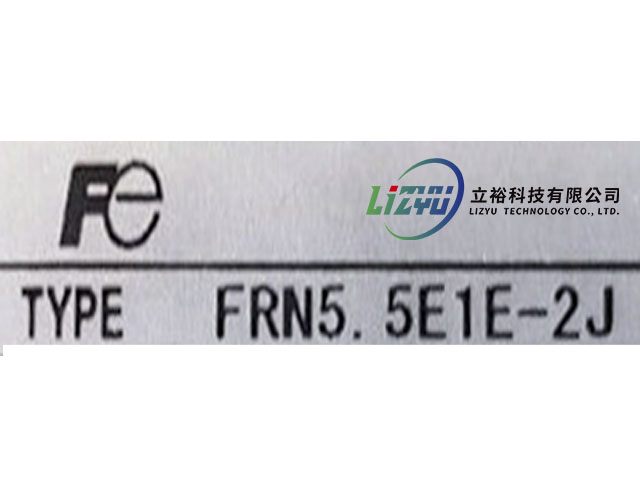 Fe
LiZYU 立裕科技有限公司
LIZYU TECHNOLOGY CO., LTD.
TYPE FRN5.5E1E-2J